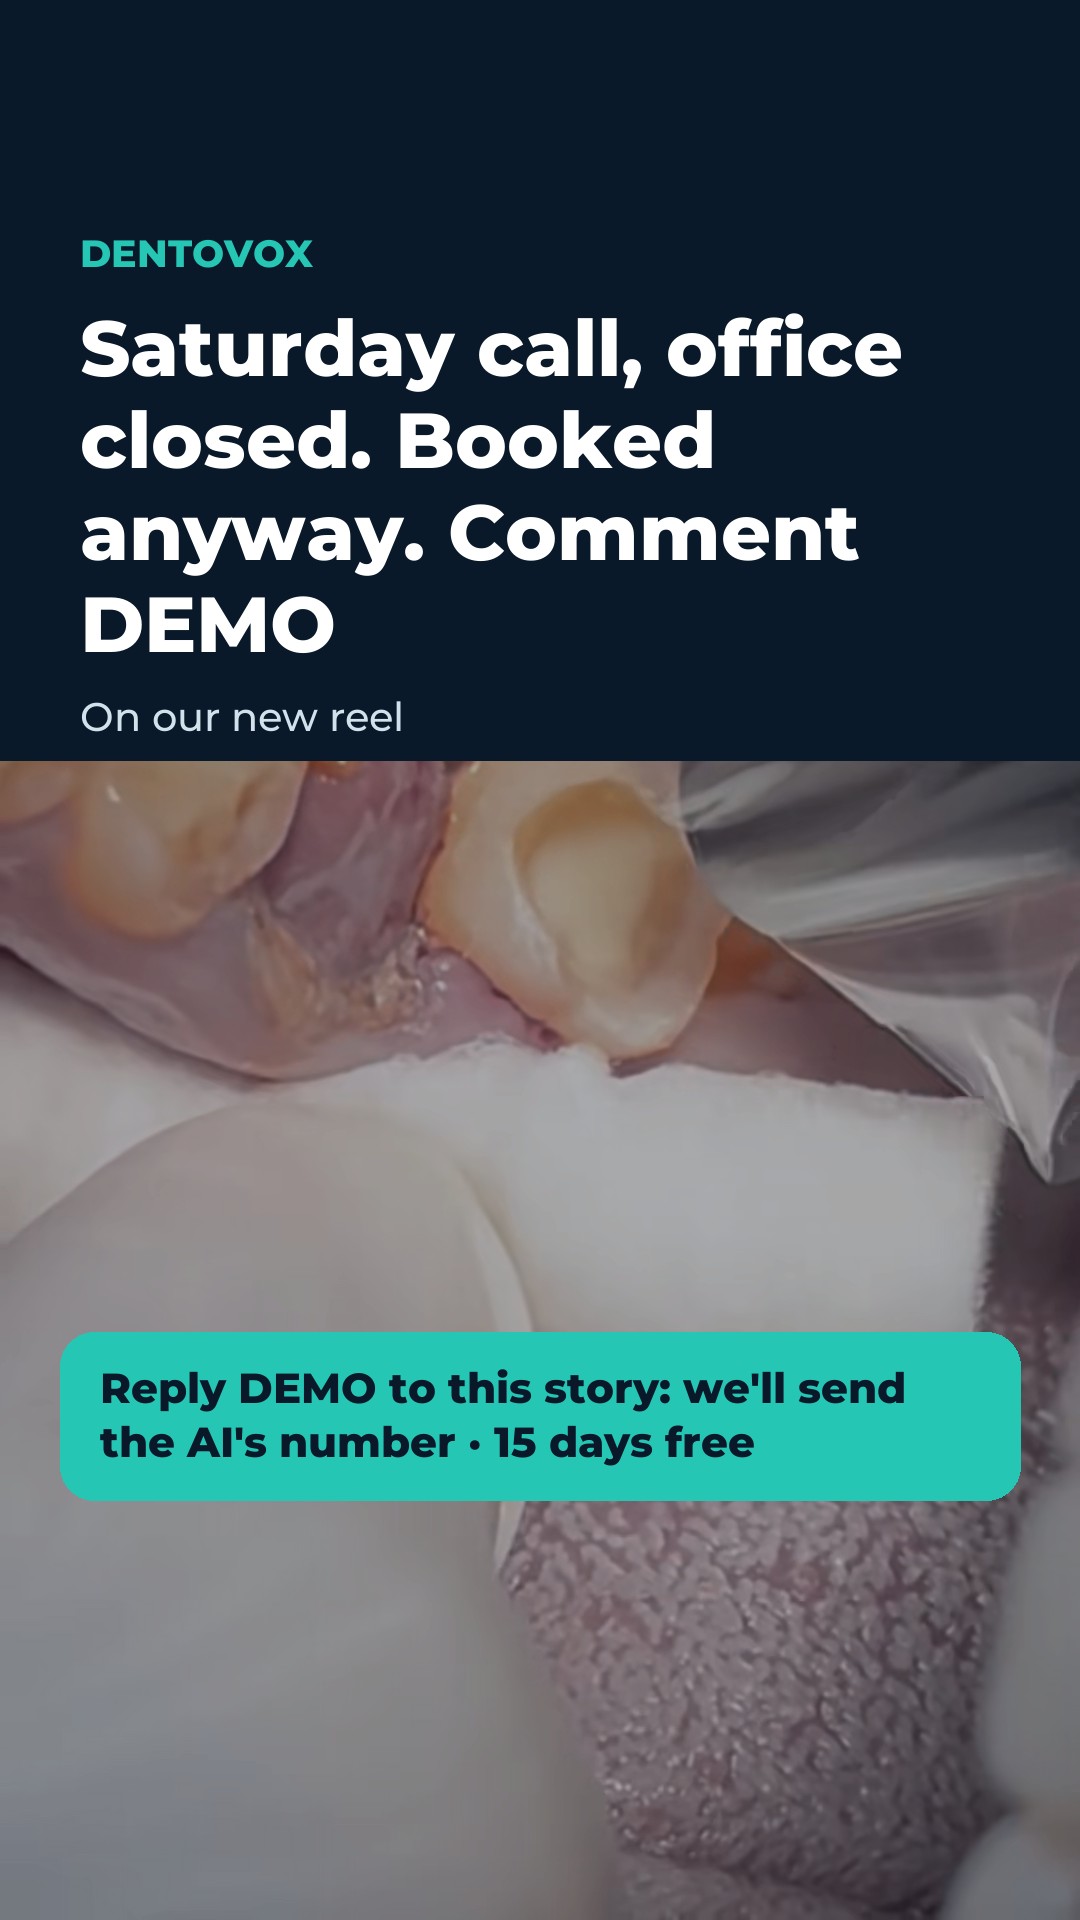 DENTOVOX
Saturday call, office
closed. Booked
anyway. Comment
DEMO
On our new reel
Reply DEMO to this story: we'll send
the AI's number · 15 days free